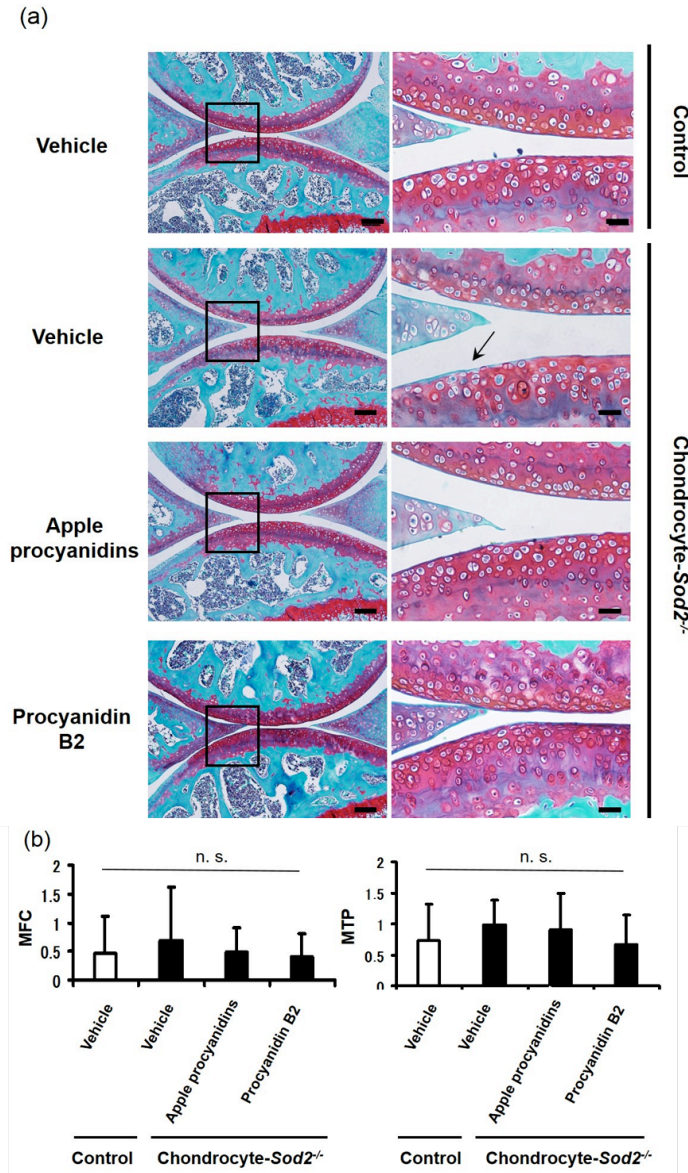 (a)
Vehicle
Control
Vehicle
Apple
procyanidins
Procyanidin
B2
Chondrocyte-Sod2-/-
(b)
n. s.
MFC
2
1.5
1
0.5
0
Vehicle
Vehicle
Apple procyanidins
Procyanidin B2
Control
Chondrocyte-Sod2-/-
n. s.
MTP
2
1.5
1
0.5
0
Vehicle
Vehicle
Apple procyanidins
Procyanidin B2
Control
Chondrocyte-Sod2-/-